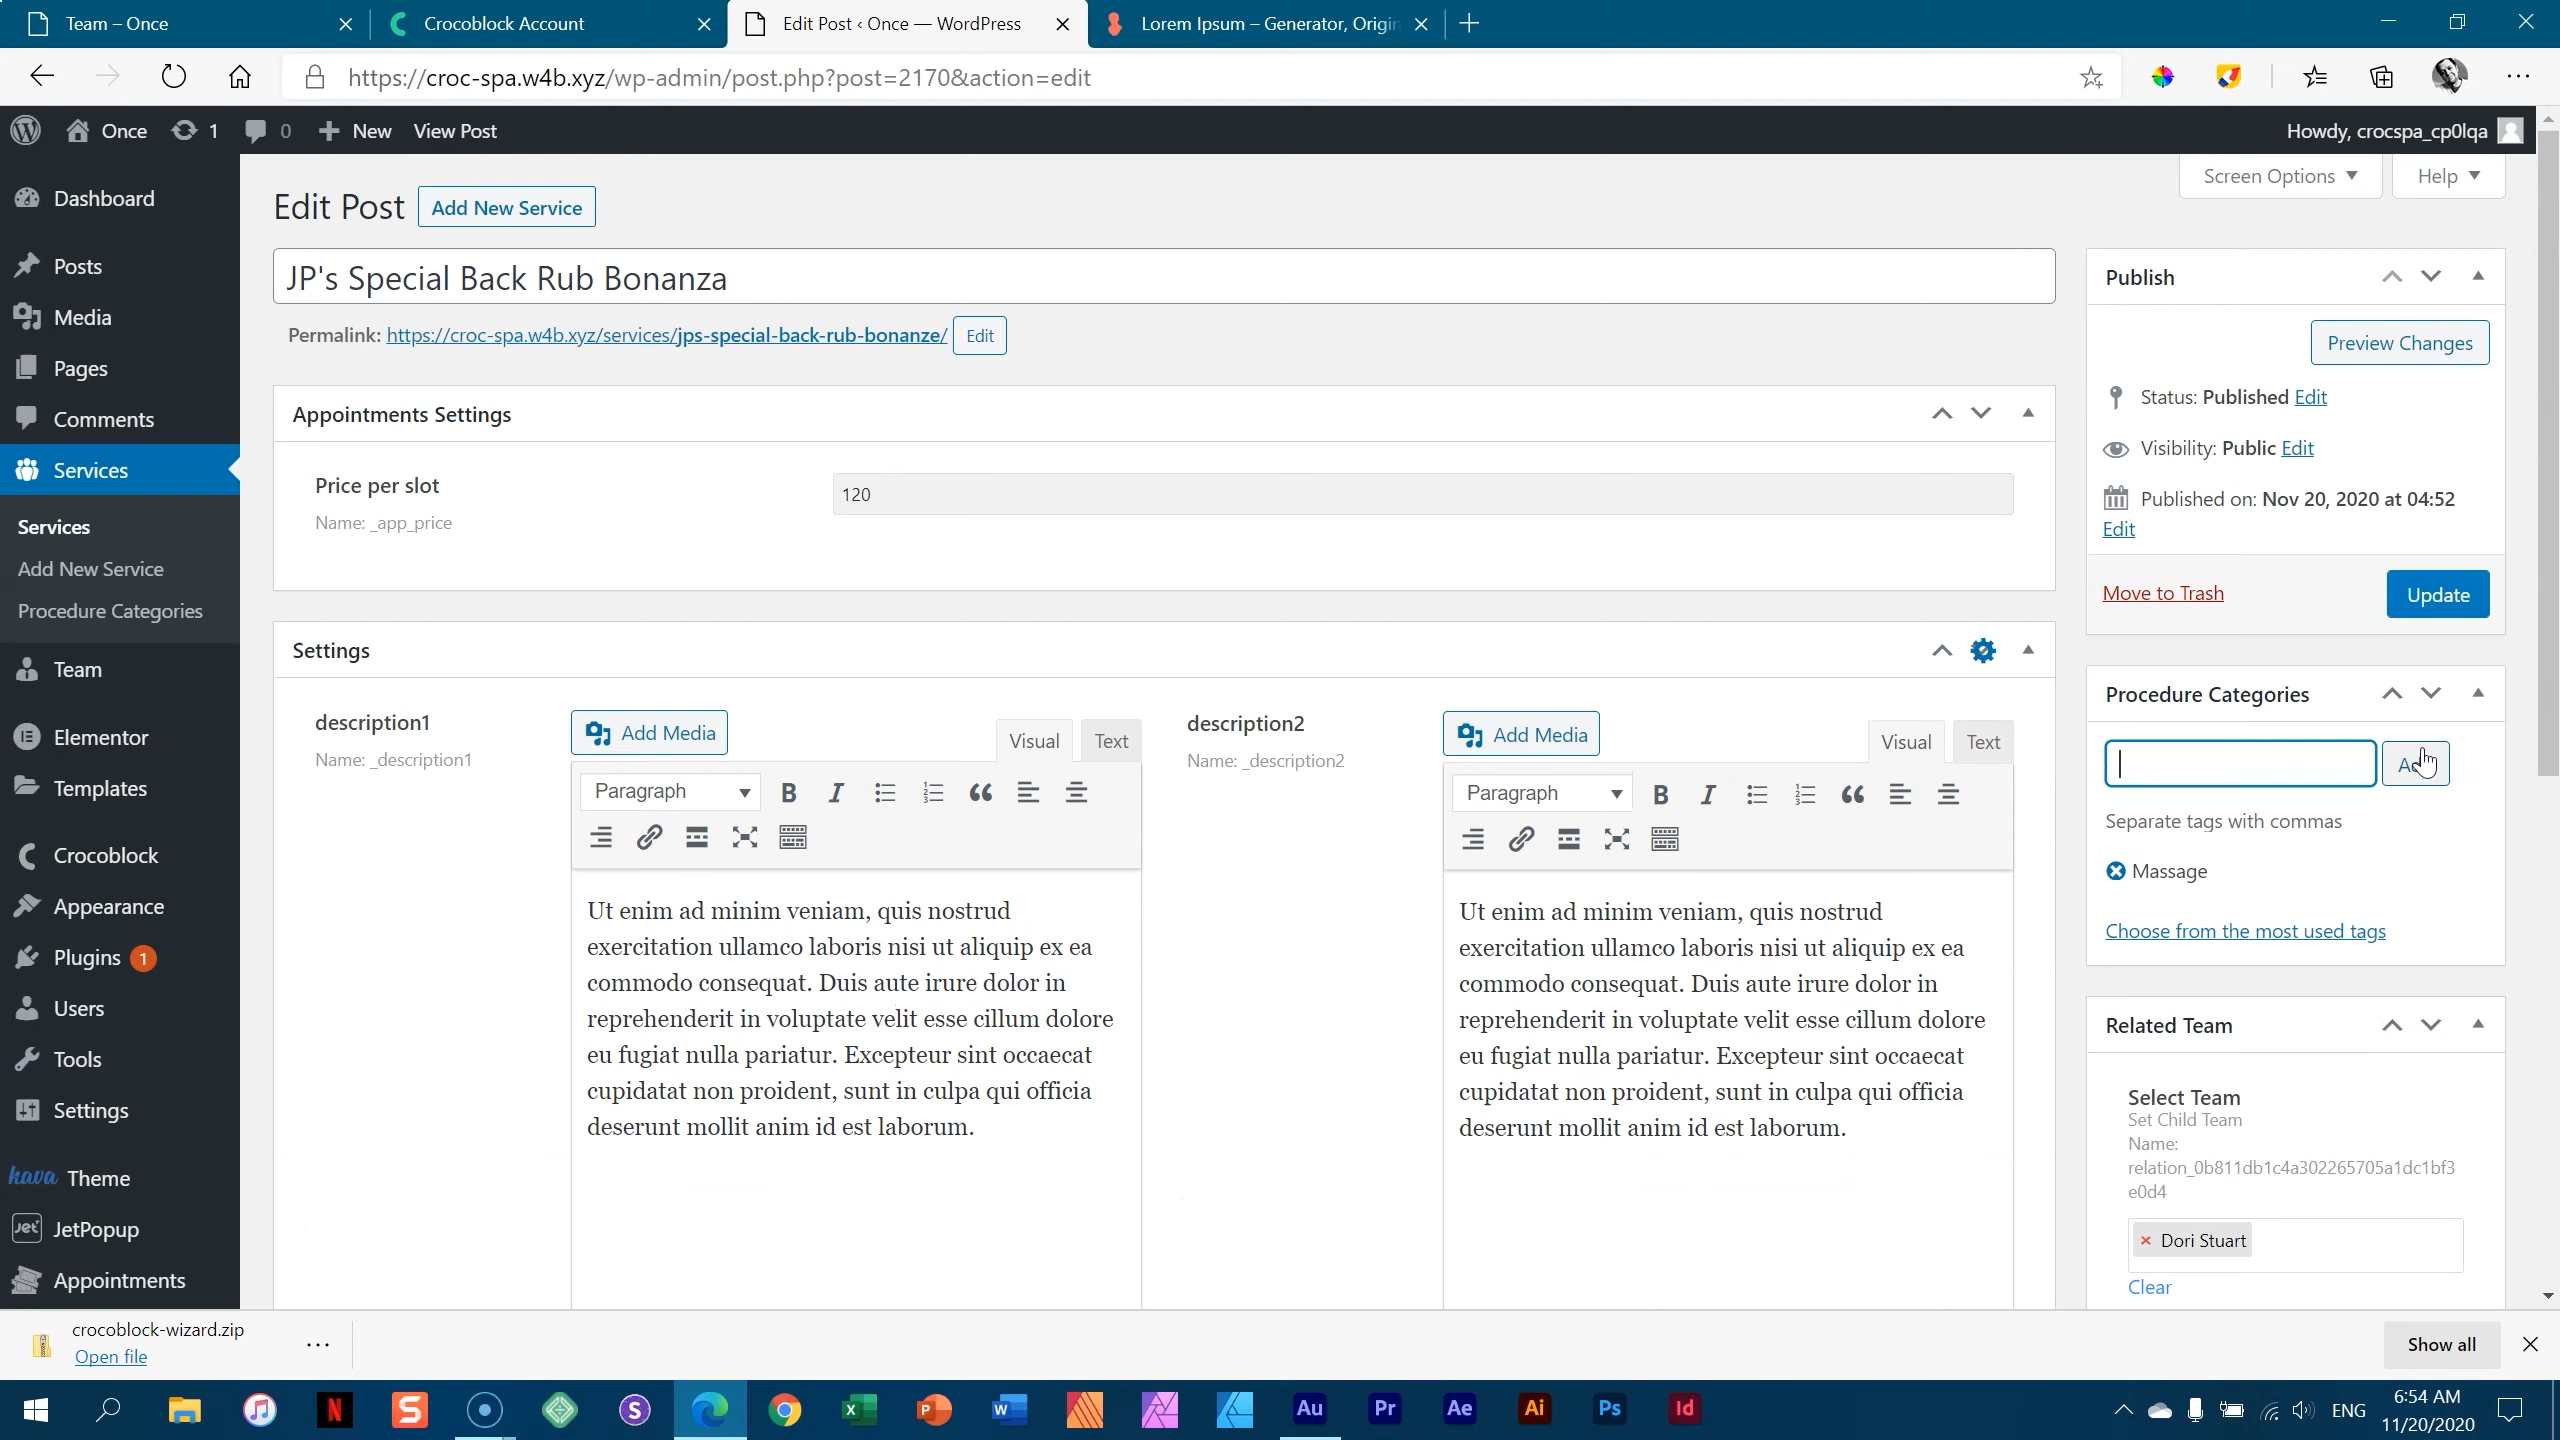 Team – Once
Crocoblock Account
Edit Post ‹ Once — WordPress
Lorem Ipsum – Generator, Origin
https://croc-spa.w4b.xyz/wp-admin/post.php?post=2170&action=edit
Once
1
0
New
View Post
Howdy, crocspa_cp0lqa
Screen Options
Help
Dashboard
Posts
Media
Pages
Comments
Services
Services
Add New Service
Procedure Categories
Team
Elementor
Templates
Crocoblock
Appearance
Plugins 1
Users
Tools
Settings
kava Theme
Jet JetPopup
Appointments
Edit Post
Add New Service
JP's Special Back Rub Bonanza
Permalink: https://croc-spa.w4b.xyz/services/jps-special-back-rub-bonanze/ Edit
Appointments Settings
Price per slot
Name: _app_price
120
Settings
description1
Name: _description1
Add Media
Visual
Text
Paragraph
Ut enim ad minim veniam, quis nostrud
exercitation ullamco laboris nisi ut aliquip ex ea
commodo consequat. Duis aute irure dolor in
reprehenderit in voluptate velit esse cillum dolore
eu fugiat nulla pariatur. Excepteur sint occaecat
cupidatat non proident, sunt in culpa qui officia
deserunt mollit anim id est laborum.
description2
Name: _description2
Add Media
Visual
Text
Paragraph
Ut enim ad minim veniam, quis nostrud
exercitation ullamco laboris nisi ut aliquip ex ea
commodo consequat. Duis aute irure dolor in
reprehenderit in voluptate velit esse cillum dolore
eu fugiat nulla pariatur. Excepteur sint occaecat
cupidatat non proident, sunt in culpa qui officia
deserunt mollit anim id est laborum.
Publish
Preview Changes
Status: Published Edit
Visibility: Public Edit
Published on: Nov 20, 2020 at 04:52
Edit
Move to Trash
Update
Procedure Categories
Separate tags with commas
Massage
Choose from the most used tags
Related Team
Select Team
Set Child Team
Name:
relation_0b811db1c4a302265705a1dc1bf3
e0d4
× Dori Stuart
Clear
crocoblock-wizard.zip
Open file
Show all
N
S
S
X
P
W
Au
Pr
Ae
Ai
Ps
Id
ENG
6:54 AM
11/20/2020